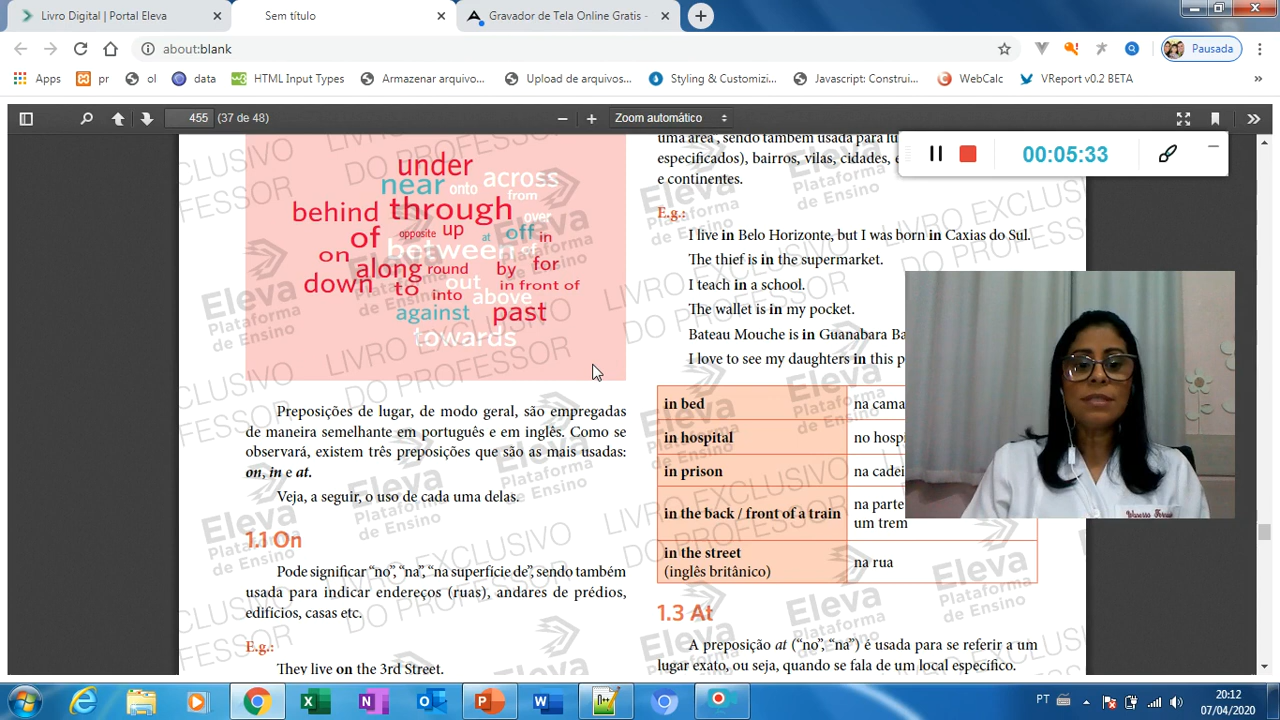 Livro Digital | Portal Eleva
Sem título
Gravador de Tela Online Gratis -
about:blank
Pausada
Apps
pr
ol
data
HTML Input Types
Armazenar arquivo...
Upload de arquivos...
Styling & Customizi...
Javascript: Construi...
WebCalc
VReport v0.2 BETA
»
455 (37 de 48)
Zoom automático
00:05:33
under
near onto across
from
behind through over
opposite up at off in
of between
on along round by for
down to out in front of
into above
against past
towards
Preposições de lugar, de modo geral, são empregadas
de maneira semelhante em português e em inglês. Como se
observará, existem três preposições que são as mais usadas:
on, in e at.
Veja, a seguir, o uso de cada uma delas.
1.1 On
Pode significar “no”, “na”, “na superfície de”, sendo também
usada para indicar endereços (ruas), andares de prédios,
edifícios, casas etc.
E.g.:
They live on the 3rd Street.
uma área, sendo também usada para lu
especificados), bairros, vilas, cidades, e
e continentes.
E.g.:
I live in Belo Horizonte, but I was born in Caxias do Sul.
The thief is in the supermarket.
I teach in a school.
The wallet is in my pocket.
Bateau Mouche is in Guanabara Ba
I love to see my daughters in this p
in bed na cama
in hospital no hospi
in prison na cadei
in the back / front of a train na parte
um trem
in the street na rua
(inglês britânico)
1.3 At
A preposição at (“no”, “na”) é usada para se referir a um
lugar exato, ou seja, quando se fala de um local específico.
LIVRO EXCLUSIVO
DO PROFESSOR
Eleva
Plataforma
de Ensino
PT
20:12
07/04/2020